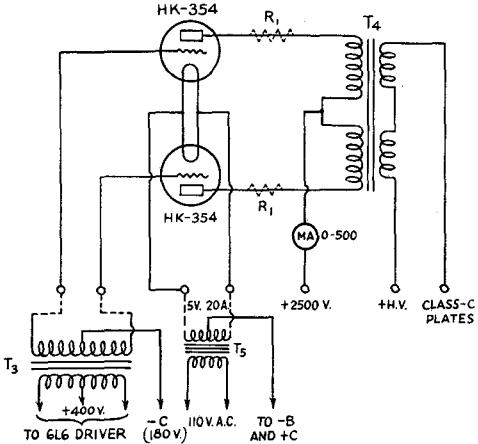 HK-354
R1
T4
HK-354
R1
MA 0-500
5V. 20A.
+2500 V.
+H.V.
CLASS-C
PLATES
T3
T5
+400V.
-C
(180 V.)
110 V. A.C.
TO -B
AND +C
TO 6L6 DRIVER